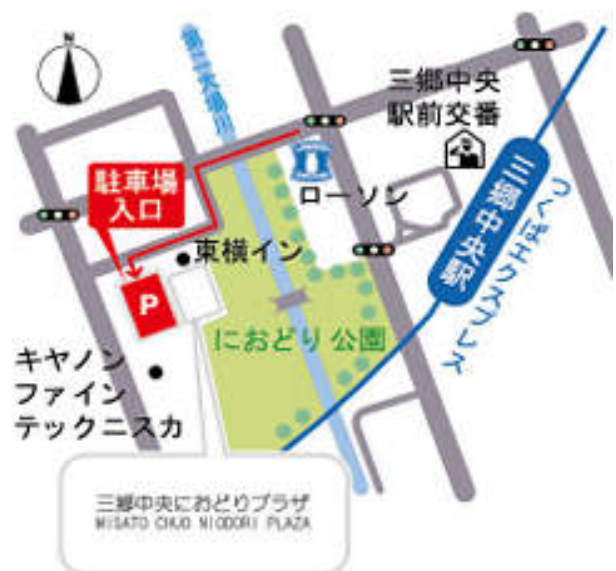 N
第二大場川
三郷中央
駅前交番
駐車場
入口
ローソン
三郷中央駅
つくばエクスプレス
東横イン
P
におどり公園
キヤノン
ファイン
テックニスカ
三郷中央におどりプラザ
MISATO CHUO NIODORI PLAZA